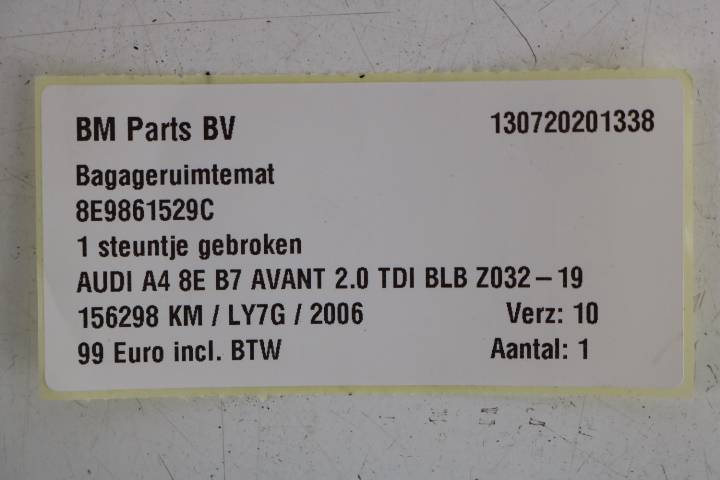 BM Parts BV 130720201338
Bagageruimtemat
8E9861529C
1 steuntje gebroken
AUDI A4 8E B7 AVANT 2.0 TDI BLB Z032-19
156298 KM / LY7G / 2006 Verz: 10
99 Euro incl. BTW Aantal: 1